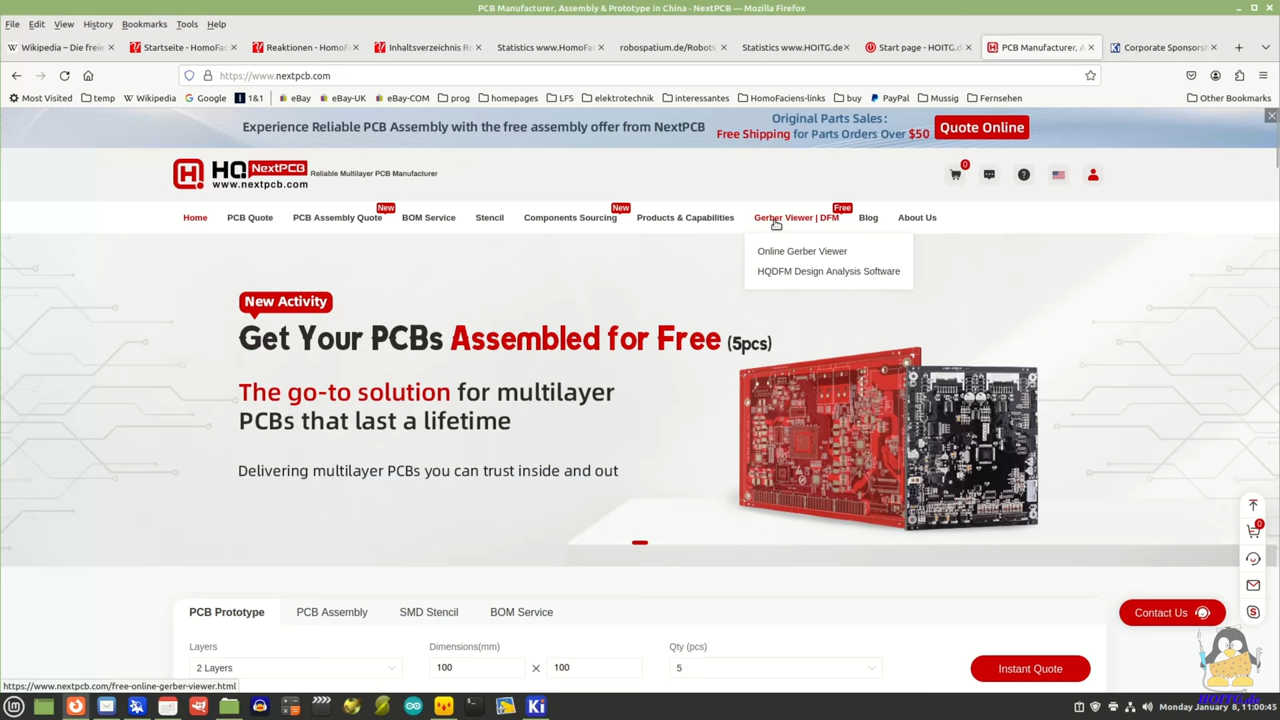 PCB Manufacturer, Assembly & Prototype in China - NextPCB — Mozilla Firefox
File Edit View History Bookmarks Tools Help
Wikipedia – Die freie
Startseite - HomoFac
Reaktionen - HomoF
Inhaltsverzeichnis Ro
Statistics www.HomoF
robospatium.de/Robots
Statistics www.HOITG.de
Start page - HOITG.d
PCB Manufacturer, A
Corporate Sponsorsh
https://www.nextpcb.com
Most Visited temp Wikipedia Google 1&1 eBay eBay-UK eBay-COM prog homepages LFS elektrotechnik interessantes HomoFaciens-links buy PayPal Mussig Fernsehen Other Bookmarks
Experience Reliable PCB Assembly with the free assembly offer from NextPCB
Original Parts Sales:
Free Shipping for Parts Orders Over $50
Quote Online
HQ NextPCB
www.nextpcb.com
Reliable Multilayer PCB Manufacturer
0
New
New
Free
Home PCB Quote PCB Assembly Quote BOM Service Stencil Components Sourcing Products & Capabilities Gerber Viewer | DFM Blog About Us
Online Gerber Viewer
HQDFM Design Analysis Software
New Activity
Get Your PCBs Assembled for Free (5pcs)
The go-to solution for multilayer
PCBs that last a lifetime
Delivering multilayer PCBs you can trust inside and out
0
PCB Prototype PCB Assembly SMD Stencil BOM Service
Contact Us
Layers Dimensions(mm) Qty (pcs)
2 Layers 100 × 100 5
Instant Quote
https://www.nextpcb.com/free-online-gerber-viewer.html
HOITG.de
Ki
Monday January 8, 11:00:45